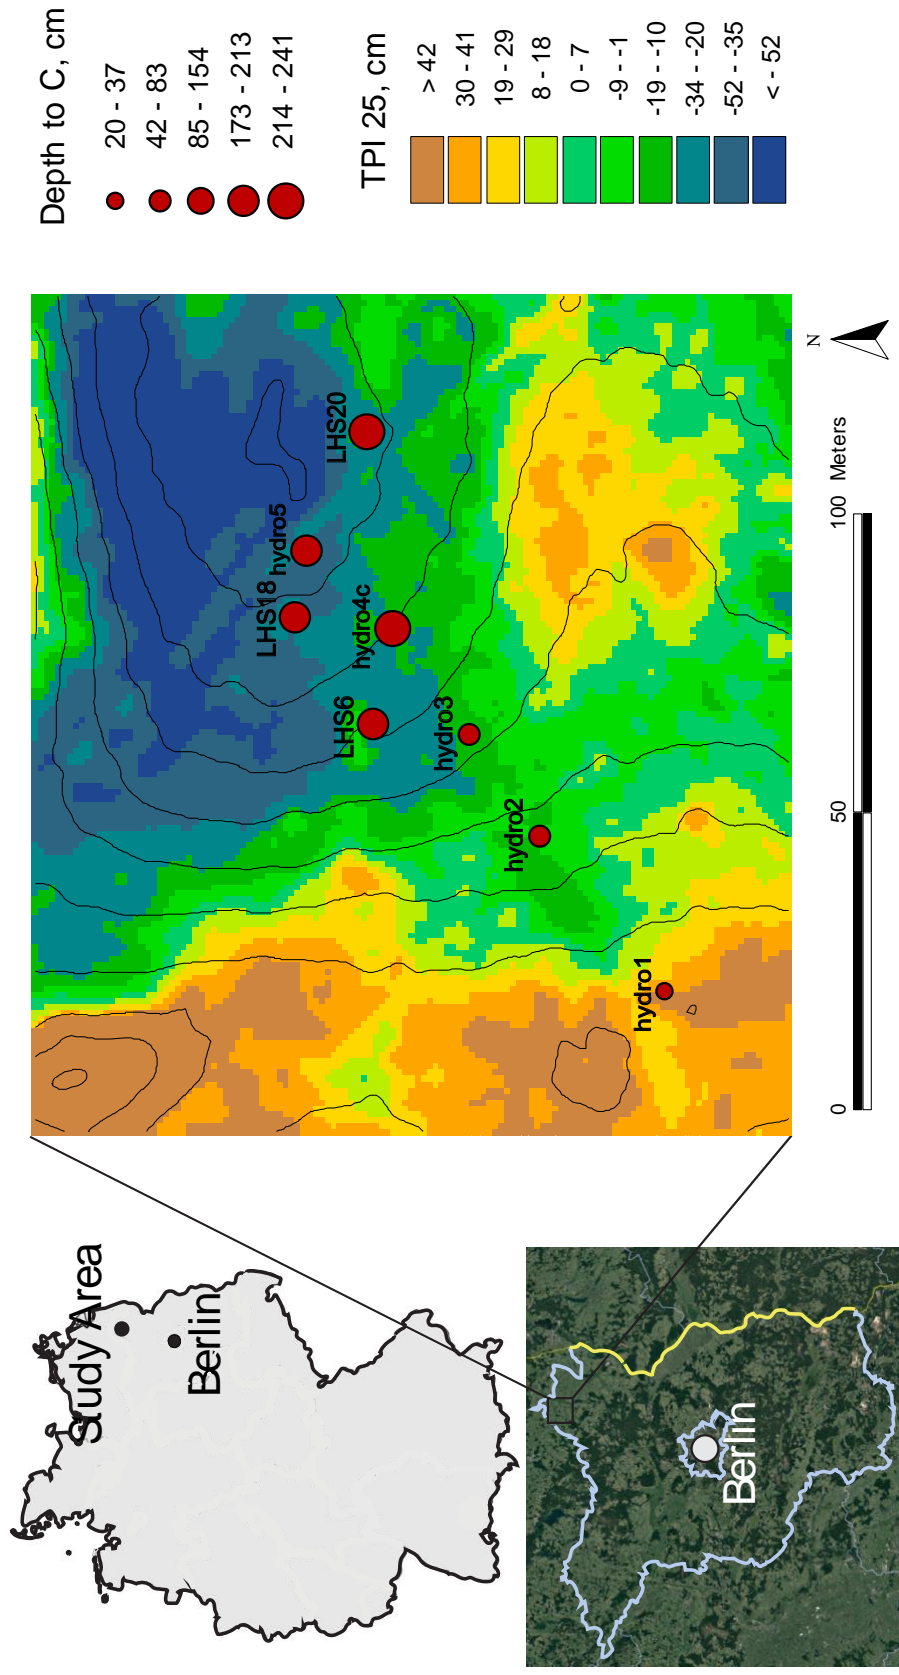 Study Area
Berlin
Berlin
LHS20
hydro5
LHS18
hydro4c
LHS6
hydro3
hydro2
hydro1
Depth to C, cm
20 - 37
42 - 83
85 - 154
173 - 213
214 - 241
TPI 25, cm
> 42
30 - 41
19 - 29
8 - 18
0 - 7
-9 - -1
-19 - -10
-34 - -20
-52 - -35
< - 52
0
50
100 Meters
N